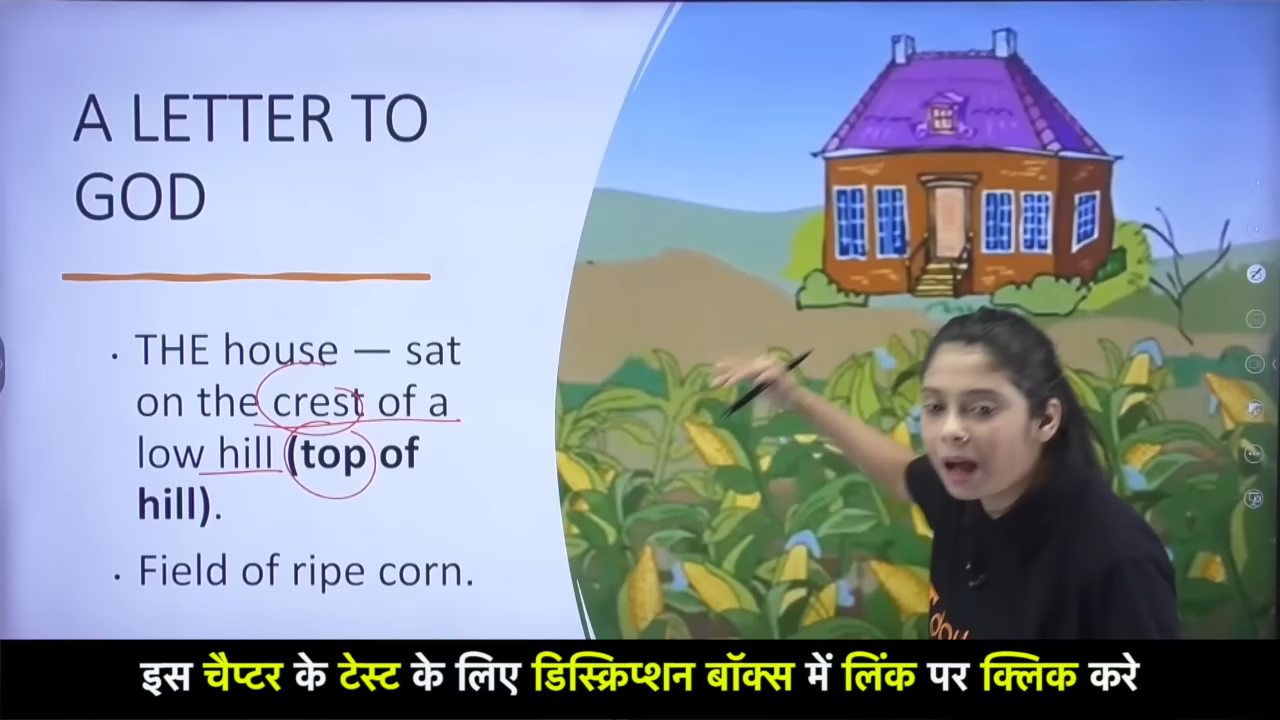 A LETTER TO
GOD
• THE house — sat
on the crest of a
low hill (top of
hill).
• Field of ripe corn.
इस चैप्टर के टेस्ट के लिए डिस्क्रिप्शन बॉक्स में लिंक पर क्लिक करे